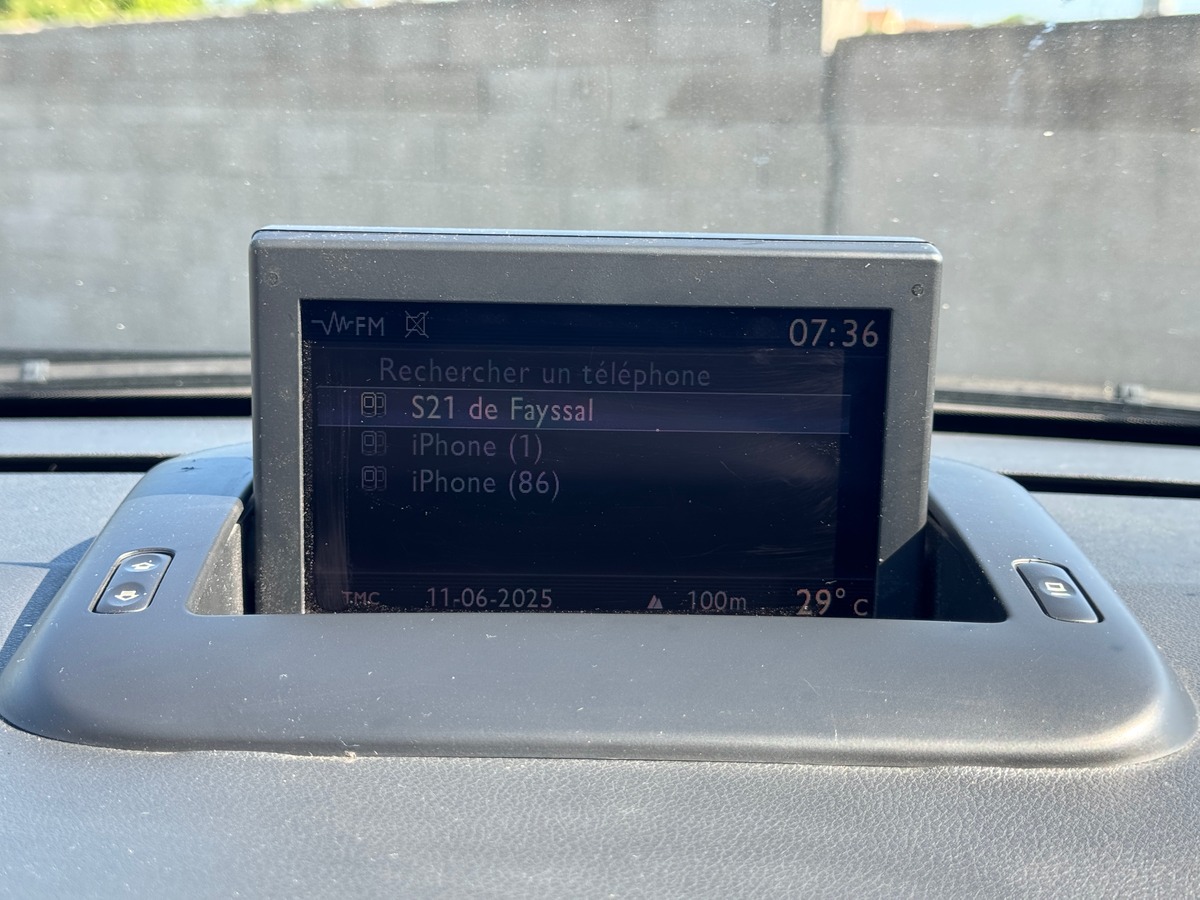 FM 07:36
Rechercher un téléphone
S21 de Fayssal
iPhone (1)
iPhone (86)
TMC 11-06-2025 100m 29° C